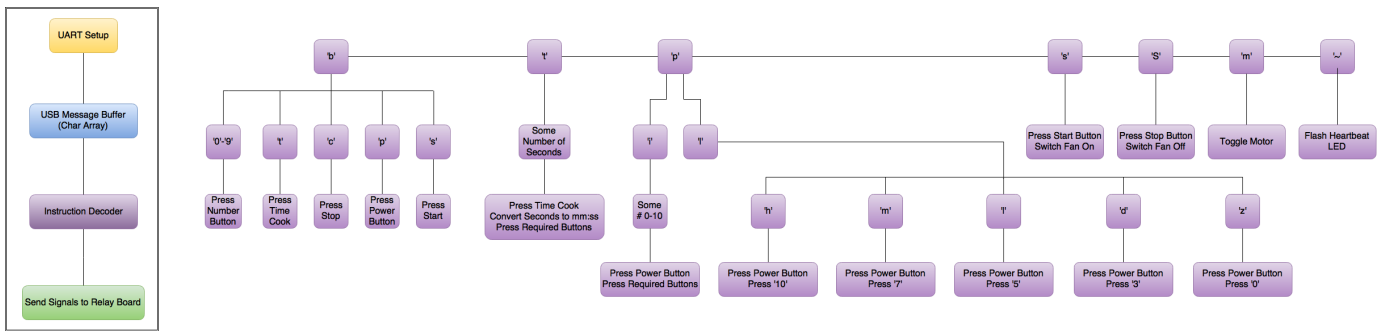 UART Setup
USB Message Buffer
(Char Array)
Instruction Decoder
Send Signals to Relay Board
'b'
't'
'p'
's'
'S'
'm'
'~'
'0'-'9'
't'
'c'
'p'
's'
Some
Number of
Seconds
'i'
'l'
Press Start Button
Switch Fan On
Press Stop Button
Switch Fan Off
Toggle Motor
Flash Heartbeat
LED
Press
Number
Button
Press
Time
Cook
Press
Stop
Press
Power
Button
Press
Start
Press Time Cook
Convert Seconds to mm:ss
Press Required Buttons
Some
# 0-10
'h'
'm'
'l'
'd'
'z'
Press Power Button
Press Required Buttons
Press Power Button
Press '10'
Press Power Button
Press '7'
Press Power Button
Press '5'
Press Power Button
Press '3'
Press Power Button
Press '0'